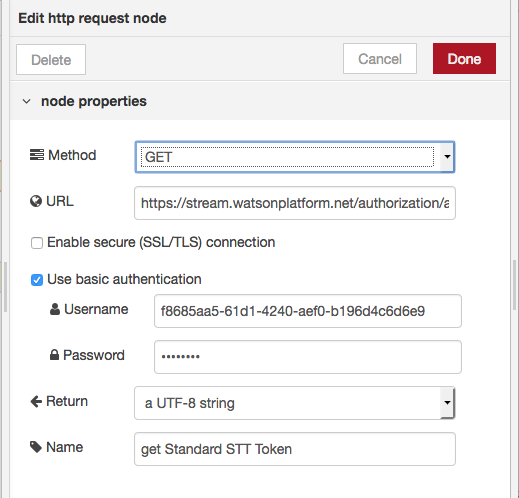 Edit http request node
Delete
Cancel
Done
node properties
Method
GET
URL
https://stream.watsonplatform.net/authorization/a
Enable secure (SSL/TLS) connection
Use basic authentication
Username
f8685aa5-61d1-4240-aef0-b196d4c6d6e9
Password
••••••••
Return
a UTF-8 string
Name
get Standard STT Token